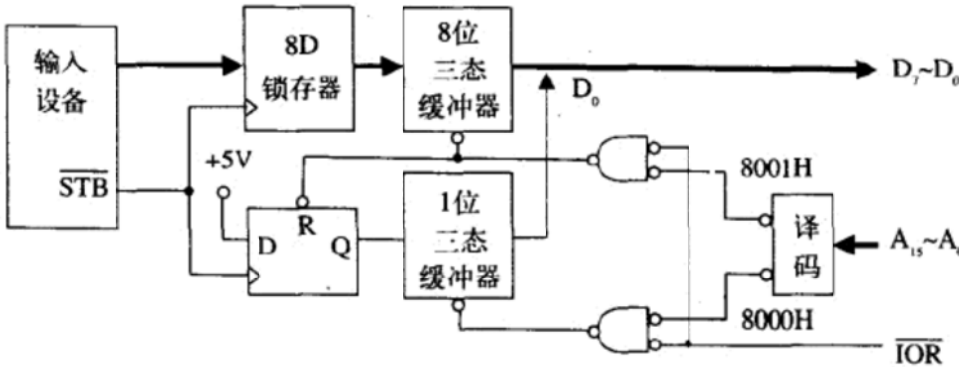 输入
设备
STB
8D
锁存器
8位
三态
缓冲器
D₇~D₀
D₀
+5V
R
D
Q
1位
三态
缓冲器
8001H
译
码
A₁₅~A
8000H
IOR